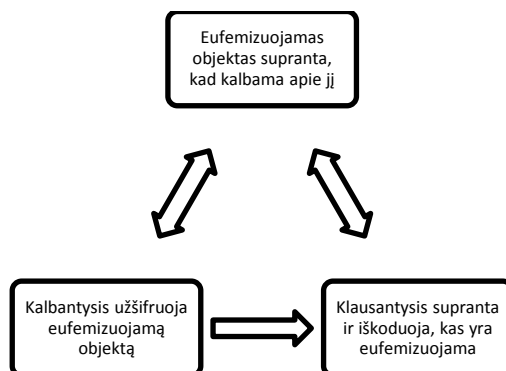 Eufemizuojamas
objektas supranta,
kad kalbama apie jį
Kalbantysis užšifruoja
eufemizuojamą
objektą
Klausantysis supranta
ir iškoduoja, kas yra
eufemizuojama